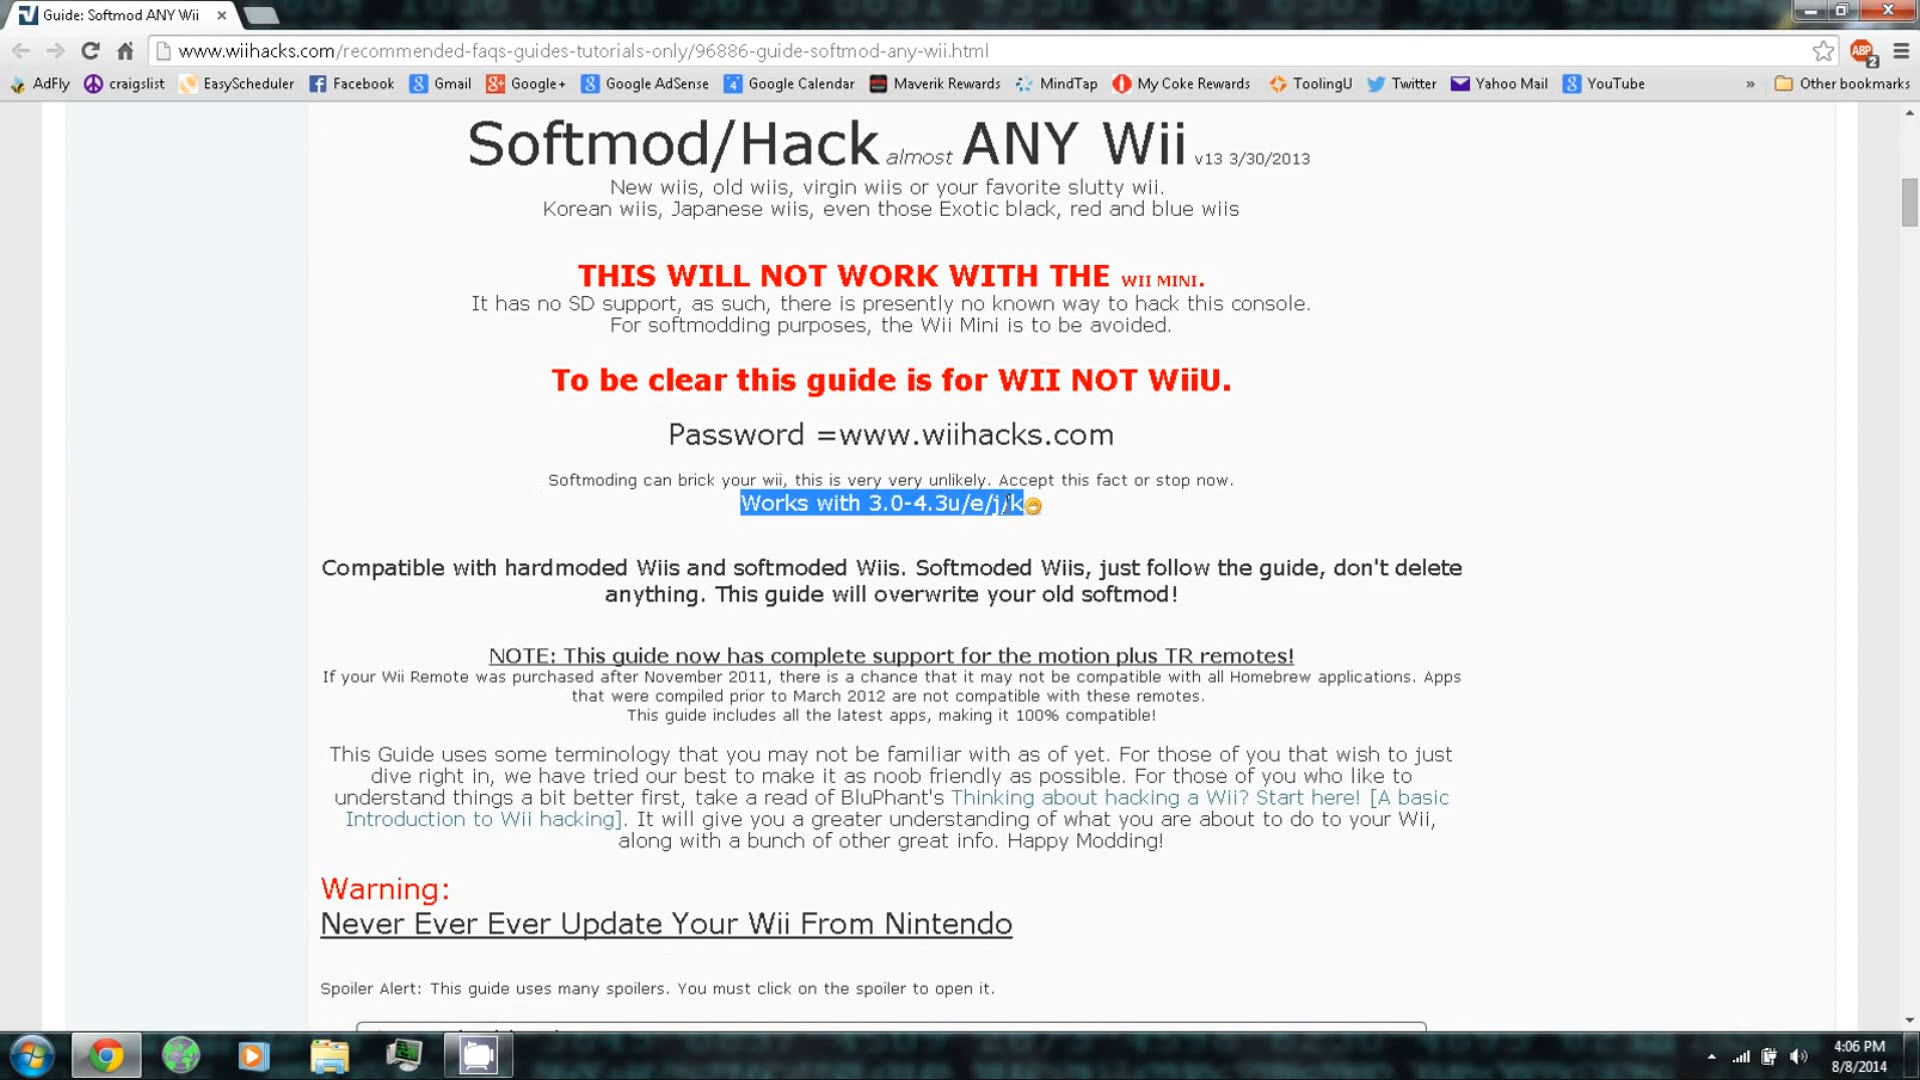 Guide: Softmod ANY Wii
www.wiihacks.com/recommended-faqs-guides-tutorials-only/96886-guide-softmod-any-wii.html
ABP 2
AdFly craigslist EasyScheduler Facebook Gmail Google+ Google AdSense Google Calendar Maverik Rewards MindTap My Coke Rewards ToolingU Twitter Yahoo Mail YouTube » Other bookmarks
Softmod/Hack almost ANY Wii v13 3/30/2013
New wiis, old wiis, virgin wiis or your favorite slutty wii.
Korean wiis, Japanese wiis, even those Exotic black, red and blue wiis
THIS WILL NOT WORK WITH THE WII MINI.
It has no SD support, as such, there is presently no known way to hack this console.
For softmodding purposes, the Wii Mini is to be avoided.
To be clear this guide is for WII NOT WiiU.
Password =www.wiihacks.com
Softmoding can brick your wii, this is very very unlikely. Accept this fact or stop now.
Works with 3.0-4.3u/e/j/k
Compatible with hardmoded Wiis and softmoded Wiis. Softmoded Wiis, just follow the guide, don't delete
anything. This guide will overwrite your old softmod!
NOTE: This guide now has complete support for the motion plus TR remotes!
If your Wii Remote was purchased after November 2011, there is a chance that it may not be compatible with all Homebrew applications. Apps
that were compiled prior to March 2012 are not compatible with these remotes.
This guide includes all the latest apps, making it 100% compatible!
This Guide uses some terminology that you may not be familiar with as of yet. For those of you that wish to just
dive right in, we have tried our best to make it as noob friendly as possible. For those of you who like to
understand things a bit better first, take a read of BluPhant's Thinking about hacking a Wii? Start here! [A basic
Introduction to Wii hacking]. It will give you a greater understanding of what you are about to do to your Wii,
along with a bunch of other great info. Happy Modding!
Warning:
Never Ever Ever Update Your Wii From Nintendo
Spoiler Alert: This guide uses many spoilers. You must click on the spoiler to open it.
4:06 PM
8/8/2014